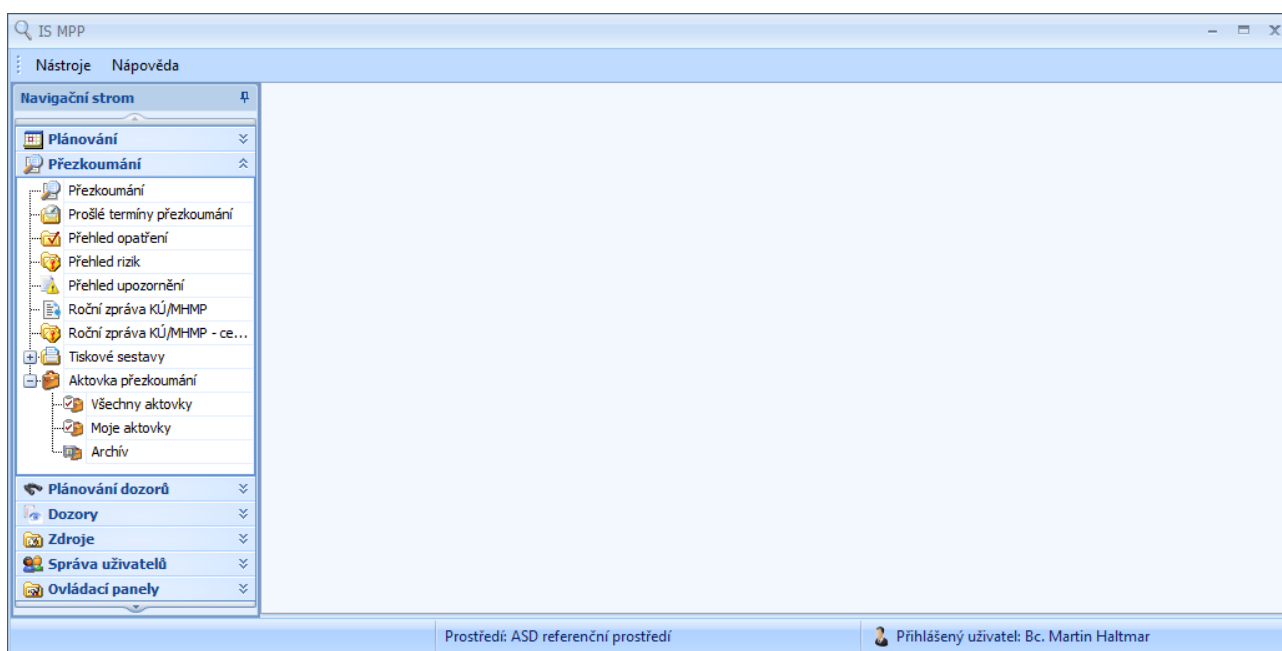 IS MPP
Nástroje Nápověda
Navigační strom
Plánování
Přezkoumání
Přezkoumání
Prošlé termíny přezkoumání
Přehled opatření
Přehled rizik
Přehled upozornění
Roční zpráva KÚ/MHMP
Roční zpráva KÚ/MHMP - ce...
Tiskové sestavy
Aktovka přezkoumání
Všechny aktovky
Moje aktovky
Archív
Plánování dozorů
Dozory
Zdroje
Správa uživatelů
Ovládací panely
Prostředí: ASD referenční prostředí Přihlášený uživatel: Bc. Martin Haltmar